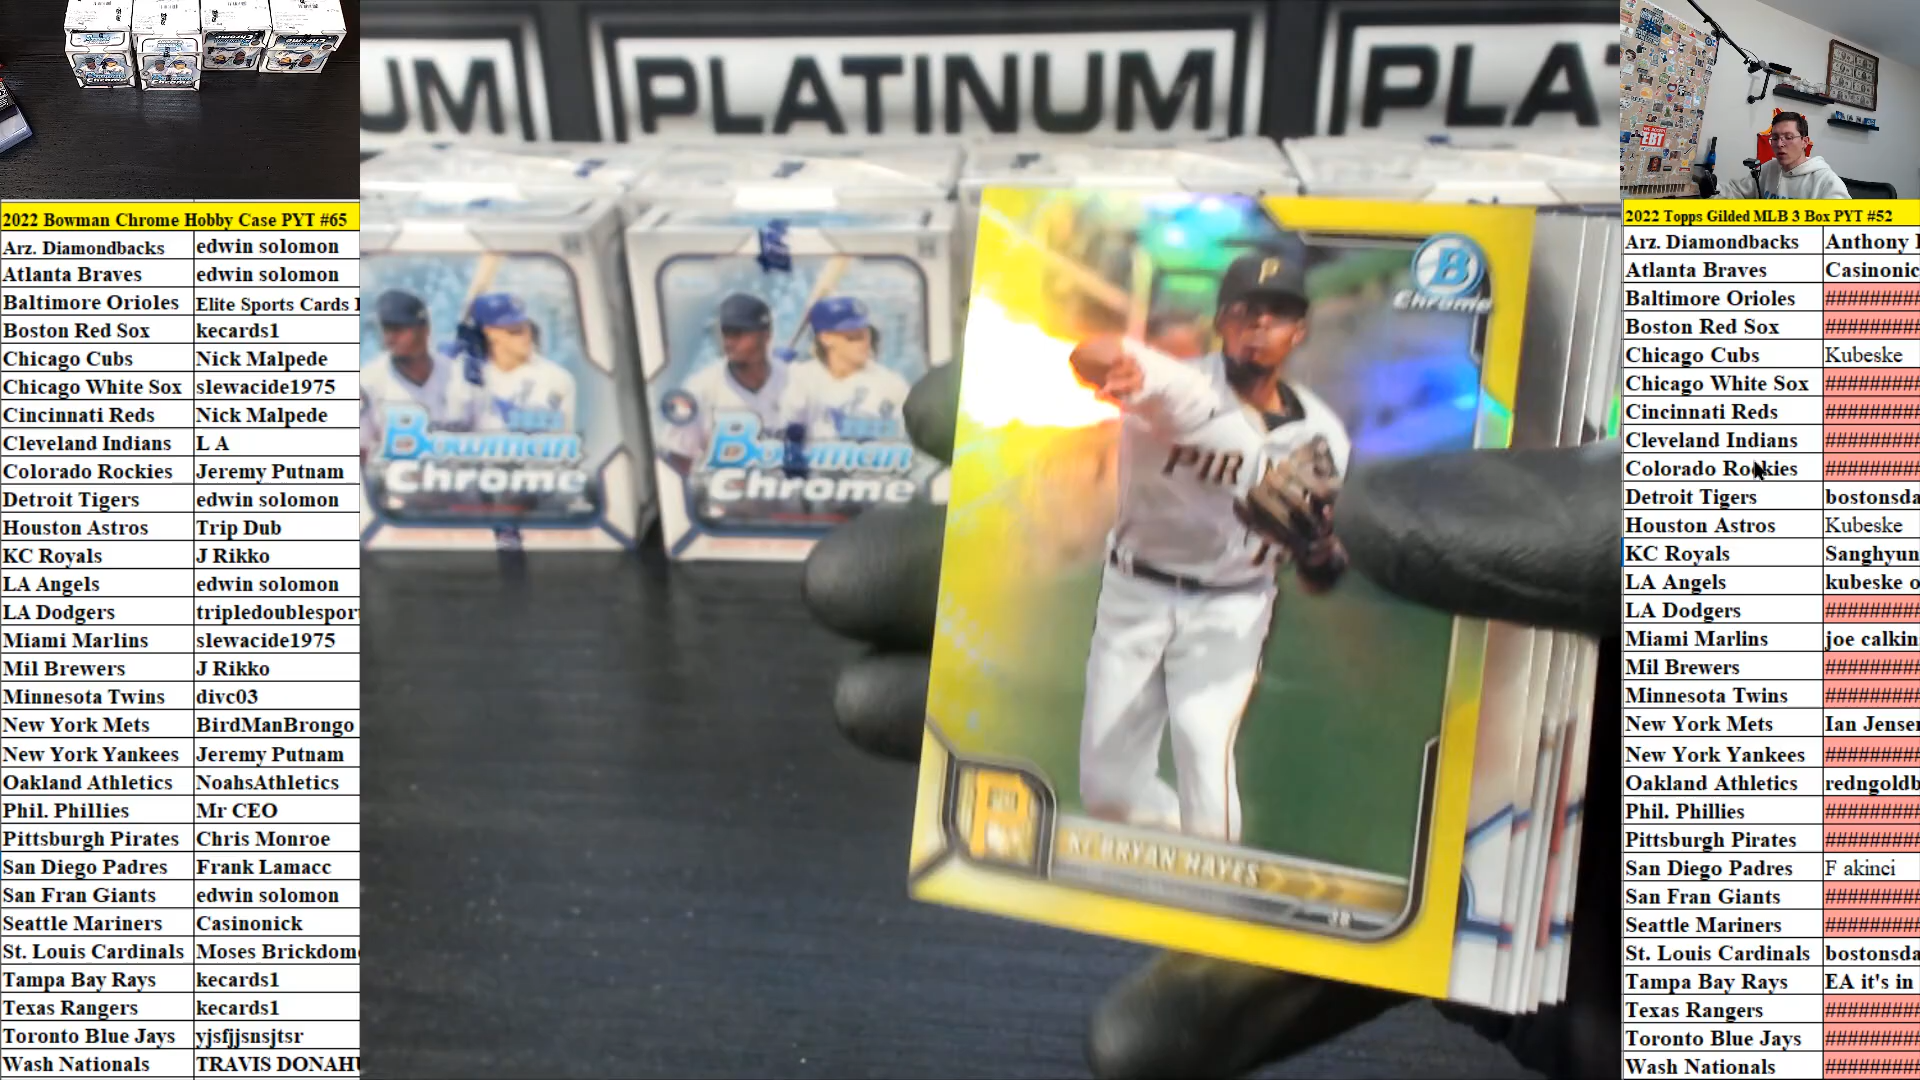 UM
PLATINUM
PLA
Bowman
Chrome
Bowman
Chrome
B
Chrome
P
PIR
KE'BRYAN HAYES
3B
WE ACCEPT
EBT
2022 Bowman Chrome Hobby Case PYT #65
Arz. Diamondbacks edwin solomon
Atlanta Braves edwin solomon
Baltimore Orioles Elite Sports Cards
Boston Red Sox kecards1
Chicago Cubs Nick Malpede
Chicago White Sox slewacide1975
Cincinnati Reds Nick Malpede
Cleveland Indians L A
Colorado Rockies Jeremy Putnam
Detroit Tigers edwin solomon
Houston Astros Trip Dub
KC Royals J Rikko
LA Angels edwin solomon
LA Dodgers tripledoublespor
Miami Marlins slewacide1975
Mil Brewers J Rikko
Minnesota Twins divc03
New York Mets BirdManBrongo
New York Yankees Jeremy Putnam
Oakland Athletics NoahsAthletics
Phil. Phillies Mr CEO
Pittsburgh Pirates Chris Monroe
San Diego Padres Frank Lamacc
San Fran Giants edwin solomon
Seattle Mariners Casinonick
St. Louis Cardinals Moses Brickdom
Tampa Bay Rays kecards1
Texas Rangers kecards1
Toronto Blue Jays yjsfjjsnsjtsr
Wash Nationals TRAVIS DONAH
2022 Topps Gilded MLB 3 Box PYT #52
Arz. Diamondbacks Anthony
Atlanta Braves Casinonic
Baltimore Orioles #########
Boston Red Sox #########
Chicago Cubs Kubeske
Chicago White Sox #########
Cincinnati Reds #########
Cleveland Indians #########
Colorado Rockies #########
Detroit Tigers bostonsda
Houston Astros Kubeske
KC Royals Sanghyun
LA Angels kubeske o
LA Dodgers #########
Miami Marlins joe calkin
Mil Brewers #########
Minnesota Twins #########
New York Mets Ian Jensen
New York Yankees #########
Oakland Athletics redngoldb
Phil. Phillies #########
Pittsburgh Pirates #########
San Diego Padres F akinci
San Fran Giants #########
Seattle Mariners #########
St. Louis Cardinals bostonsda
Tampa Bay Rays EA it's in
Texas Rangers #########
Toronto Blue Jays #########
Wash Nationals #########